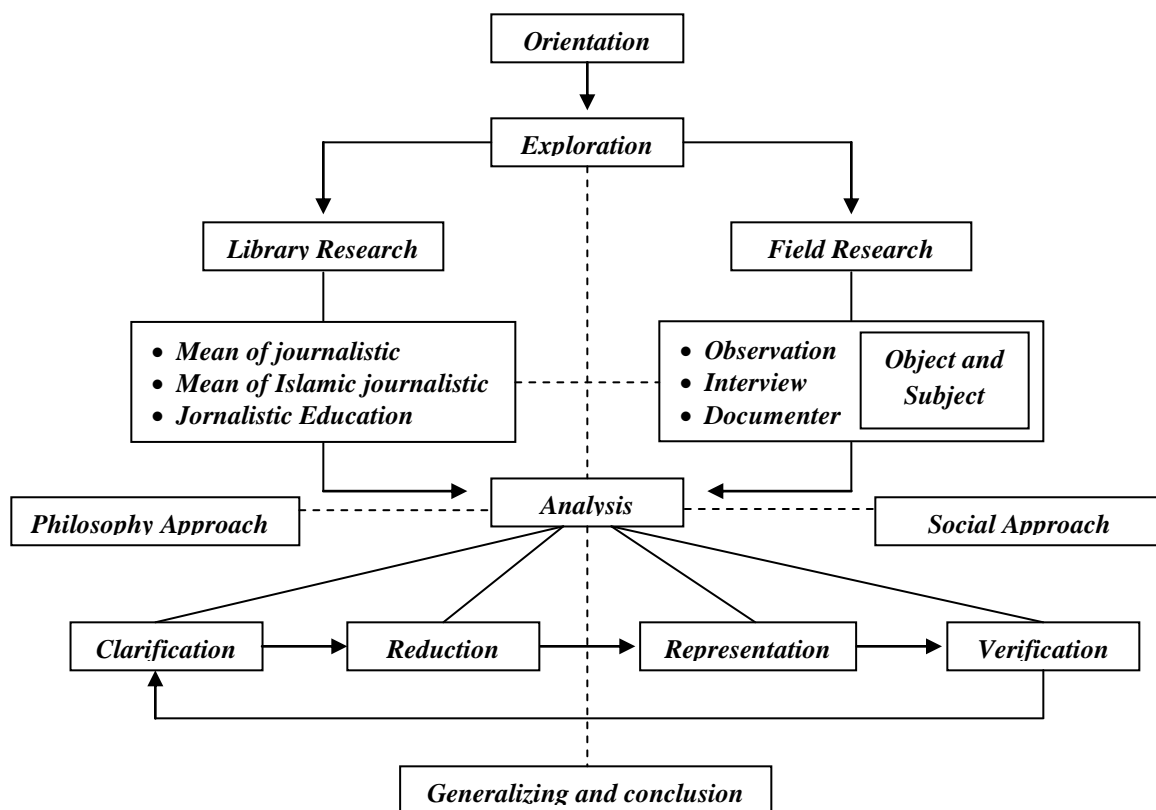 Orientation
Exploration
Library Research
Field Research
• Mean of journalistic
• Mean of Islamic journalistic
• Jornalistic Education
• Observation
• Interview
• Documenter
Object and
Subject
Analysis
Philosophy Approach
Social Approach
Clarification
Reduction
Representation
Verification
Generalizing and conclusion